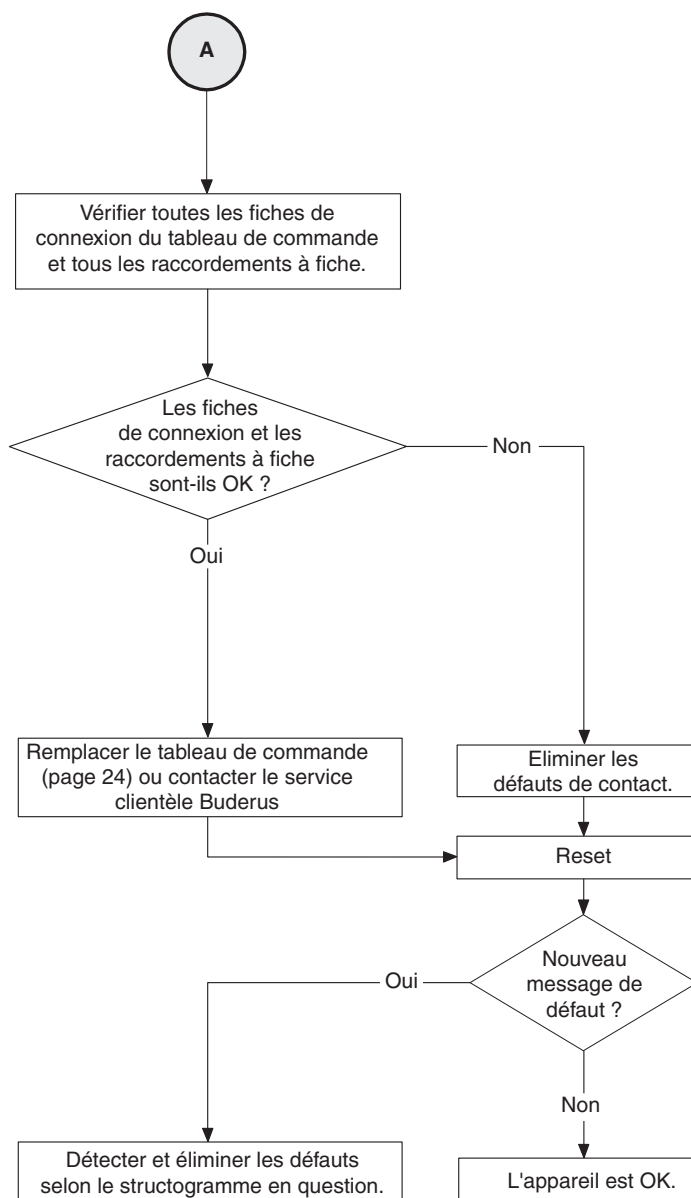 A
Vérifier toutes les fiches de
connexion du tableau de commande
et tous les raccordements à fiche.
Les fiches
de connexion et les
raccordements à fiche
sont-ils OK ?
Non
Oui
Remplacer le tableau de commande
(page 24) ou contacter le service
clientèle Buderus
Eliminer les
défauts de contact.
Reset
Nouveau
message de
défaut ?
Oui
Non
Détecter et éliminer les défauts
selon le structogramme en question.
L'appareil est OK.